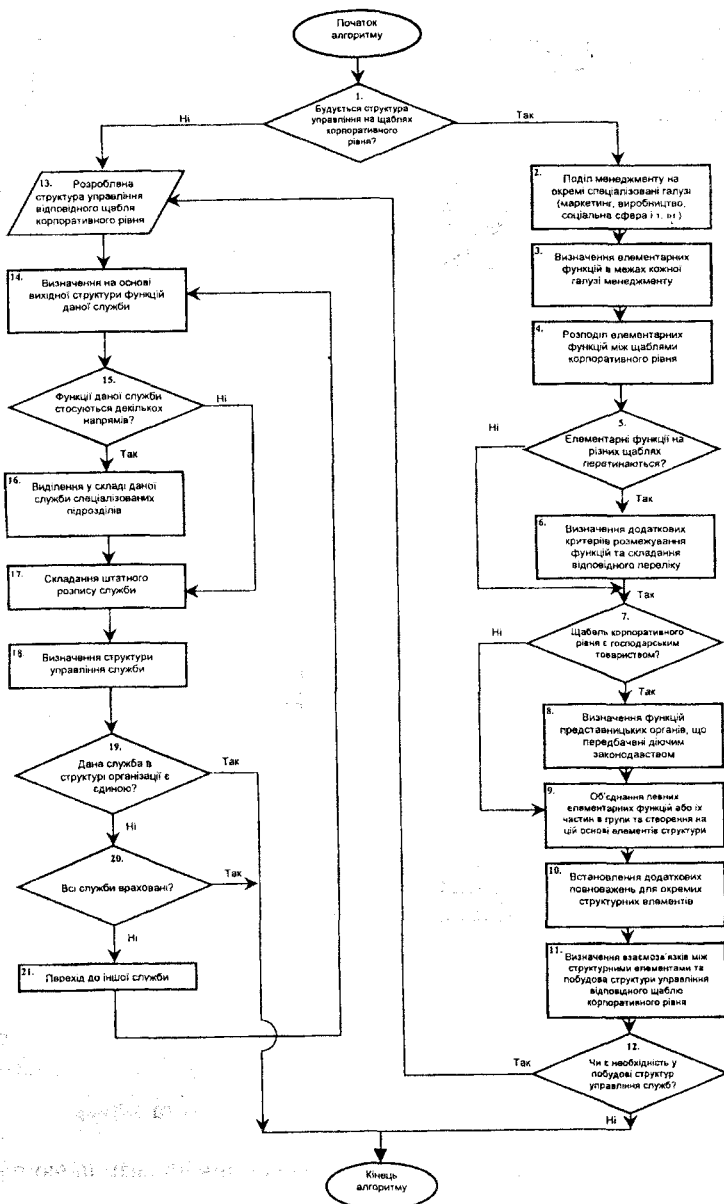 Початок
алгоритму
1.
Будується структура
управління на щаблях
корпоративного
рівня?
Ні
Так
13. Розроблена
структура управління
відповідного щабля
корпоративного рівня
14.
Визначення на основі
вихідної структури функцій
даної служби
15.
Функції даної служби
стосуються декількох
напрямів?
Ні
Так
16.
Виділення у складі даної
служби спеціалізованих
підрозділів
17.
Складання штатного
розпису служби
18.
Визначення структури
управління служби
19.
Дана служба в
структурі організації є
єдиною?
Так
Ні
20.
Всі служби враховані?
Так
Ні
21.
Перехід до іншої служби
2.
Поділ менеджменту на
окремі спеціалізовані галузі
(маркетинг, виробництво,
соціальна сфера і т. п.)
3.
Визначення елементарних
функцій в межах кожної
галузі менеджменту
4.
Розподіл елементарних
функцій між щаблями
корпоративного рівня
5.
Елементарні функції на
різних щаблях
перетинаються?
Ні
Так
6.
Визначення додаткових
критеріїв розмежування
функцій та складання
відповідного переліку
Так
7.
Щабель корпоративного
рівня є господарським
товариством?
Ні
Так
8.
Визначення функцій
представницьких органів, що
передбачені діючим
законодавством
9.
Об'єднання певних
елементарних функцій або їх
частин в групи та створення на
цій основі елементів структури
10.
Встановлення додаткових
повноважень для окремих
структурних елементів
11.
Визначення взаємозв'язків між
структурними елементами та
побудова структури управління
відповідного щаблю
корпоративного рівня
12.
Чи є необхідність у
побудові структур
управління служб?
Так
Ні
Кінець
алгоритму